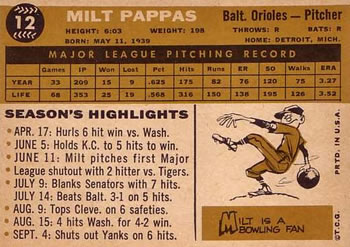 12
MILT PAPPAS
Balt. Orioles — Pitcher
HEIGHT: 6:03 WEIGHT: 198 THROWS: R BATS: R
BORN: MAY 11, 1939 HOME: DETROIT, MICH.
MAJOR LEAGUE PITCHING RECORD
Games IP Won Lost Pct. Hits Runs SO BB ERA
YEAR 33 209 15 9 .625 175 82 120 75 3.27
LIFE 68 353 25 19 .568 311 150 195 126 3.52
SEASON'S HIGHLIGHTS
• APR. 17: Hurls 6 hit win vs. Wash.
JUNE 5: Holds K.C. to 5 hits to win.
• JUNE 11: Milt pitches first Major
League shutout with 2 hitter vs. Tigers.
JULY 9: Blanks Senators with 7 hits.
• JULY 14: Beats Balt. 3-1 on 5 hits.
• AUG. 9: Tops Cleve. on 6 safeties.
• AUG. 15: 4 hits Wash. for 4-2 win.
• SEPT. 4: Shuts out Yanks on 6 hits.
MILT IS A
BOWLING FAN
© T.C.G. PRTD. IN U.S.A.